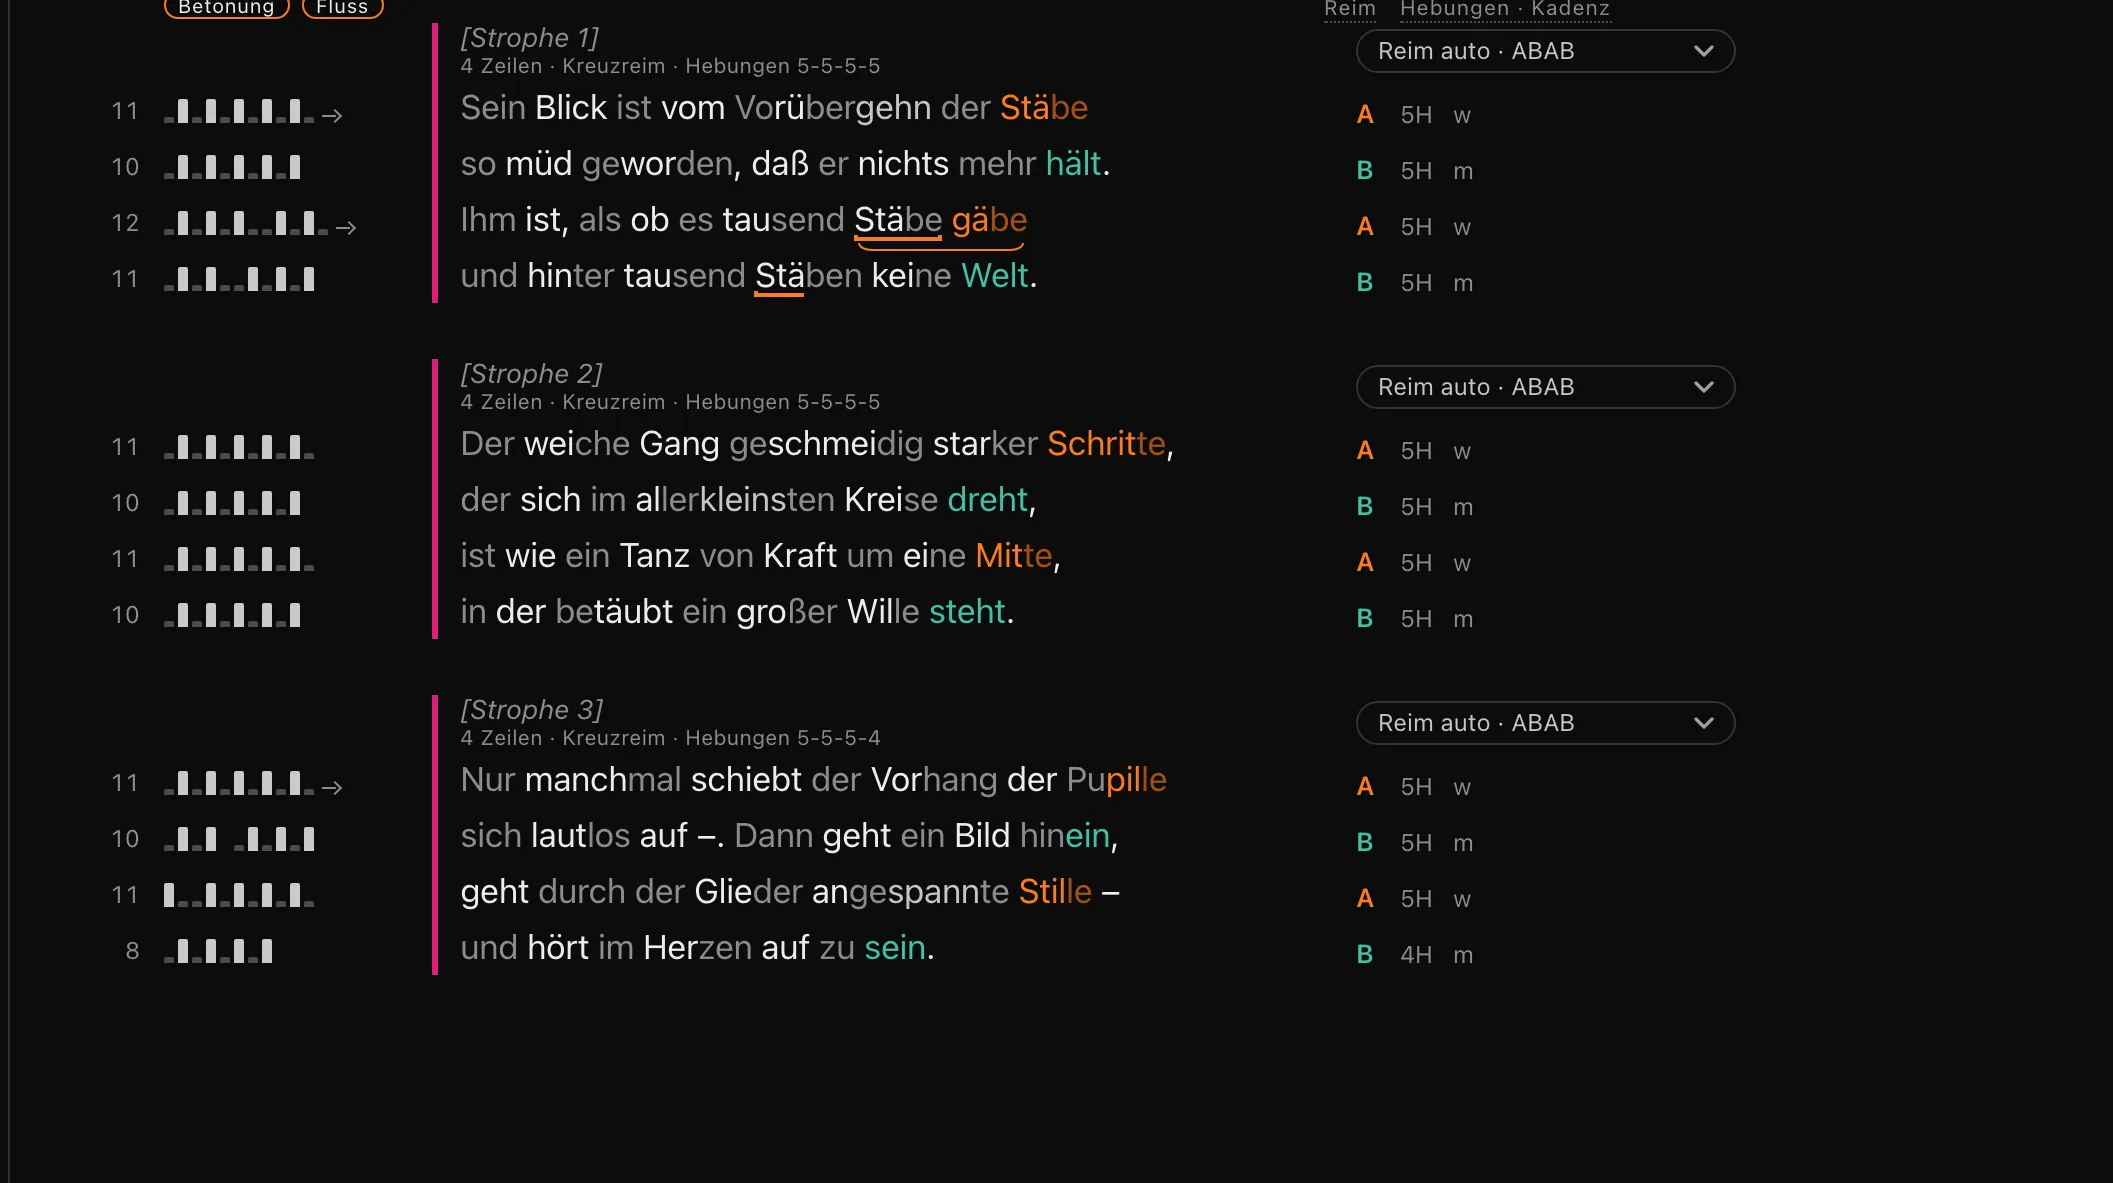 Betonung Fluss Reim Hebungen · Kadenz
[Strophe 1] Reim auto · ABAB
4 Zeilen · Kreuzreim · Hebungen 5-5-5-5
11 → Sein Blick ist vom Vorübergehn der Stäbe A 5H w
10 so müd geworden, daß er nichts mehr hält. B 5H m
12 → Ihm ist, als ob es tausend Stäbe gäbe A 5H w
11 und hinter tausend Stäben keine Welt. B 5H m
[Strophe 2] Reim auto · ABAB
4 Zeilen · Kreuzreim · Hebungen 5-5-5-5
11 Der weiche Gang geschmeidig starker Schritte, A 5H w
10 der sich im allerkleinsten Kreise dreht, B 5H m
11 ist wie ein Tanz von Kraft um eine Mitte, A 5H w
10 in der betäubt ein großer Wille steht. B 5H m
[Strophe 3] Reim auto · ABAB
4 Zeilen · Kreuzreim · Hebungen 5-5-5-4
11 → Nur manchmal schiebt der Vorhang der Pupille A 5H w
10 sich lautlos auf –. Dann geht ein Bild hinein, B 5H m
11 geht durch der Glieder angespannte Stille – A 5H w
8 und hört im Herzen auf zu sein. B 4H m